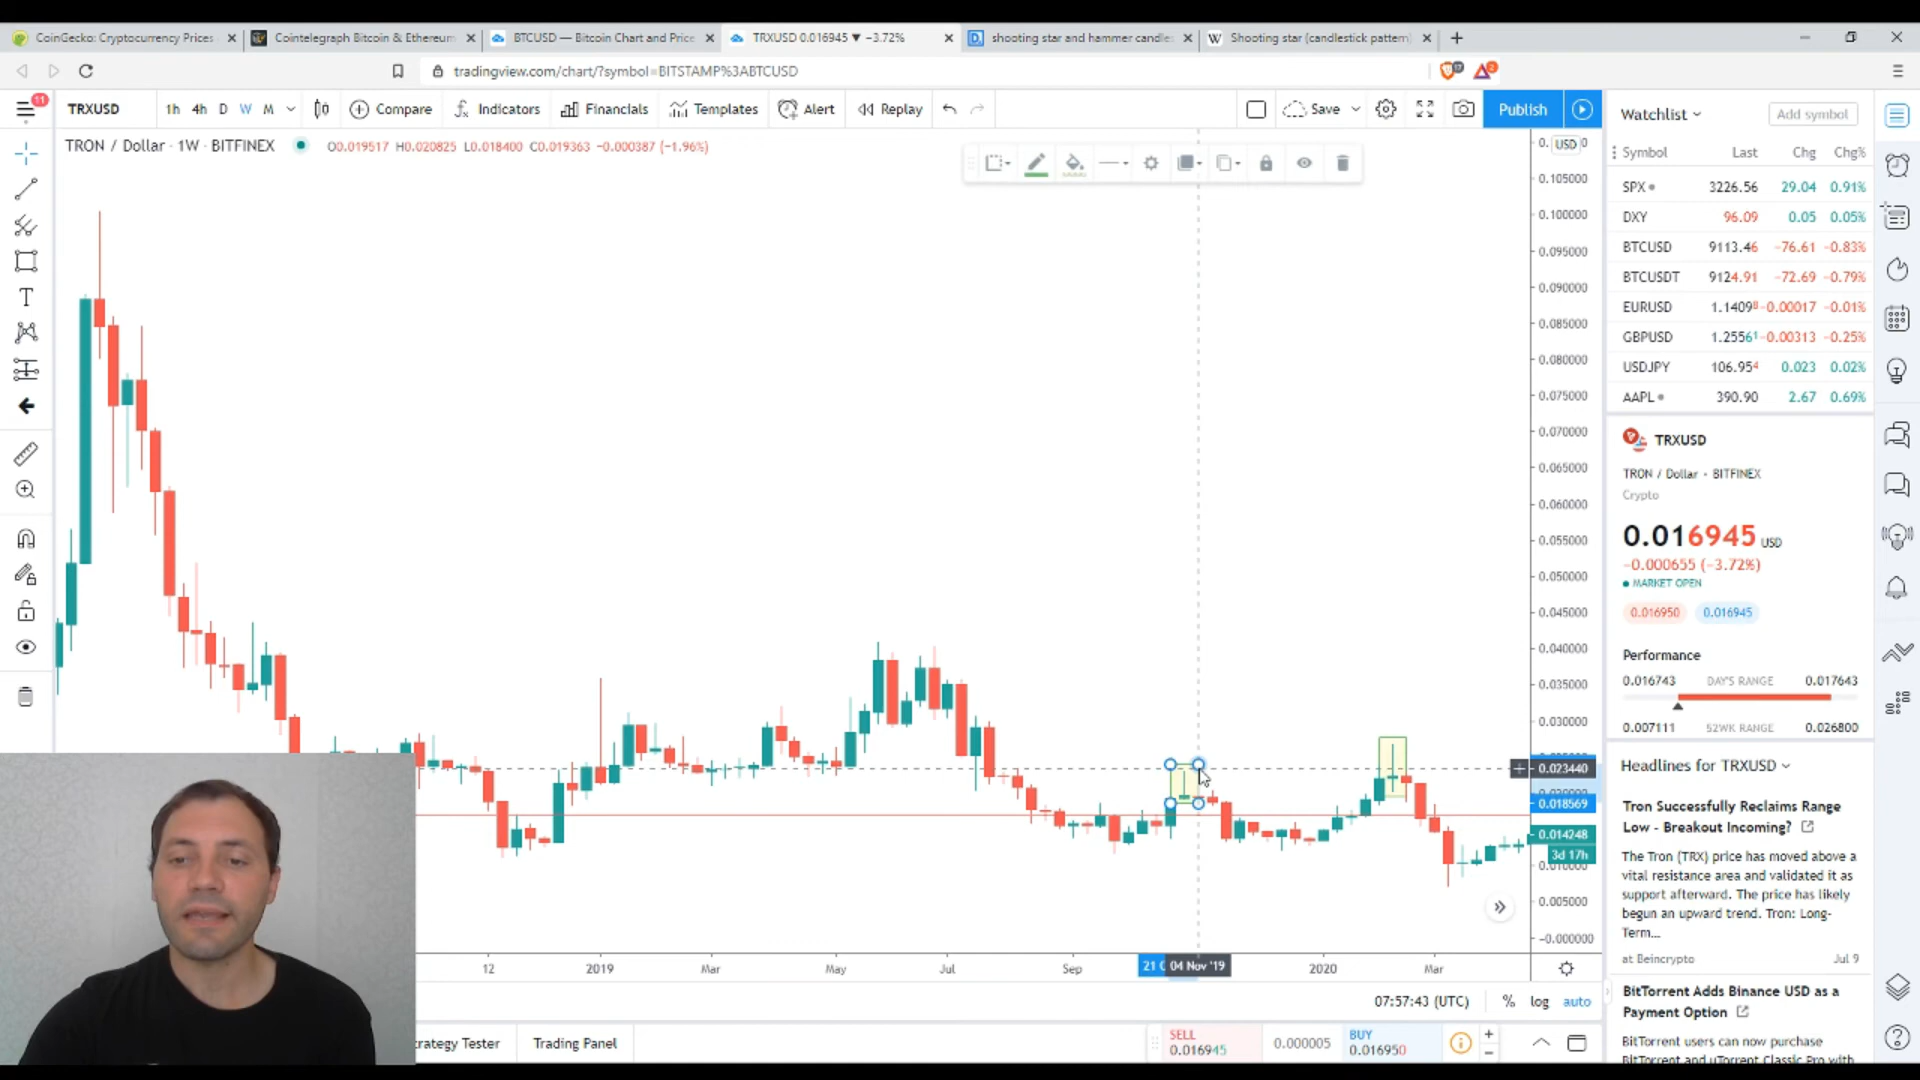 CoinGecko: Cryptocurrency Prices
Cointelegraph Bitcoin & Ethereum
BTCUSD — Bitcoin Chart and Price
TRXUSD 0.016945 ▼ −3.72%
shooting star and hammer candle
Shooting star (candlestick pattern)
tradingview.com/chart/?symbol=BITSTAMP%3ABTCUSD
11
TRXUSD
1h 4h D W M
Compare
Indicators
Financials
Templates
Alert
Replay
Save
Publish
TRON / Dollar · 1W · BITFINEX
O0.019517 H0.020825 L0.018400 C0.019363 −0.000387 (−1.96%)
USD
0.105000
0.100000
0.095000
0.090000
0.085000
0.080000
0.075000
0.070000
0.065000
0.060000
0.055000
0.050000
0.045000
0.040000
0.035000
0.030000
0.023440
0.018569
0.014248
3d 17h
0.005000
−0.000000
12 2019 Mar May Jul Sep 04 Nov '19 2020 Mar
07:57:43 (UTC) % log auto
Trading Panel
SELL
0.016945
0.000005
BUY
0.016950
Watchlist
Add symbol
Symbol Last Chg Chg%
SPX 3226.56 29.04 0.91%
DXY 96.09 0.05 0.05%
BTCUSD 9113.46 −76.61 −0.83%
BTCUSDT 9124.91 −72.69 −0.79%
EURUSD 1.14098 −0.00017 −0.01%
GBPUSD 1.25561 −0.00313 −0.25%
USDJPY 106.954 0.023 0.02%
AAPL 390.90 2.67 0.69%
TRXUSD
TRON / Dollar • BITFINEX
Crypto
0.016945 USD
−0.000655 (−3.72%)
MARKET OPEN
0.016950 0.016945
Performance
0.016743 DAY'S RANGE 0.017643
0.007111 52WK RANGE 0.026800
Headlines for TRXUSD
Tron Successfully Reclaims Range
Low - Breakout Incoming?
The Tron (TRX) price has moved above a
vital resistance area and validated it as
support afterward. The price has likely
begun an upward trend. Tron: Long-
Term...
at Beincrypto Jul 9
BitTorrent Adds Binance USD as a
Payment Option
BitTorrent users can now purchase
BitTorrent and uTorrent Classic Pro with